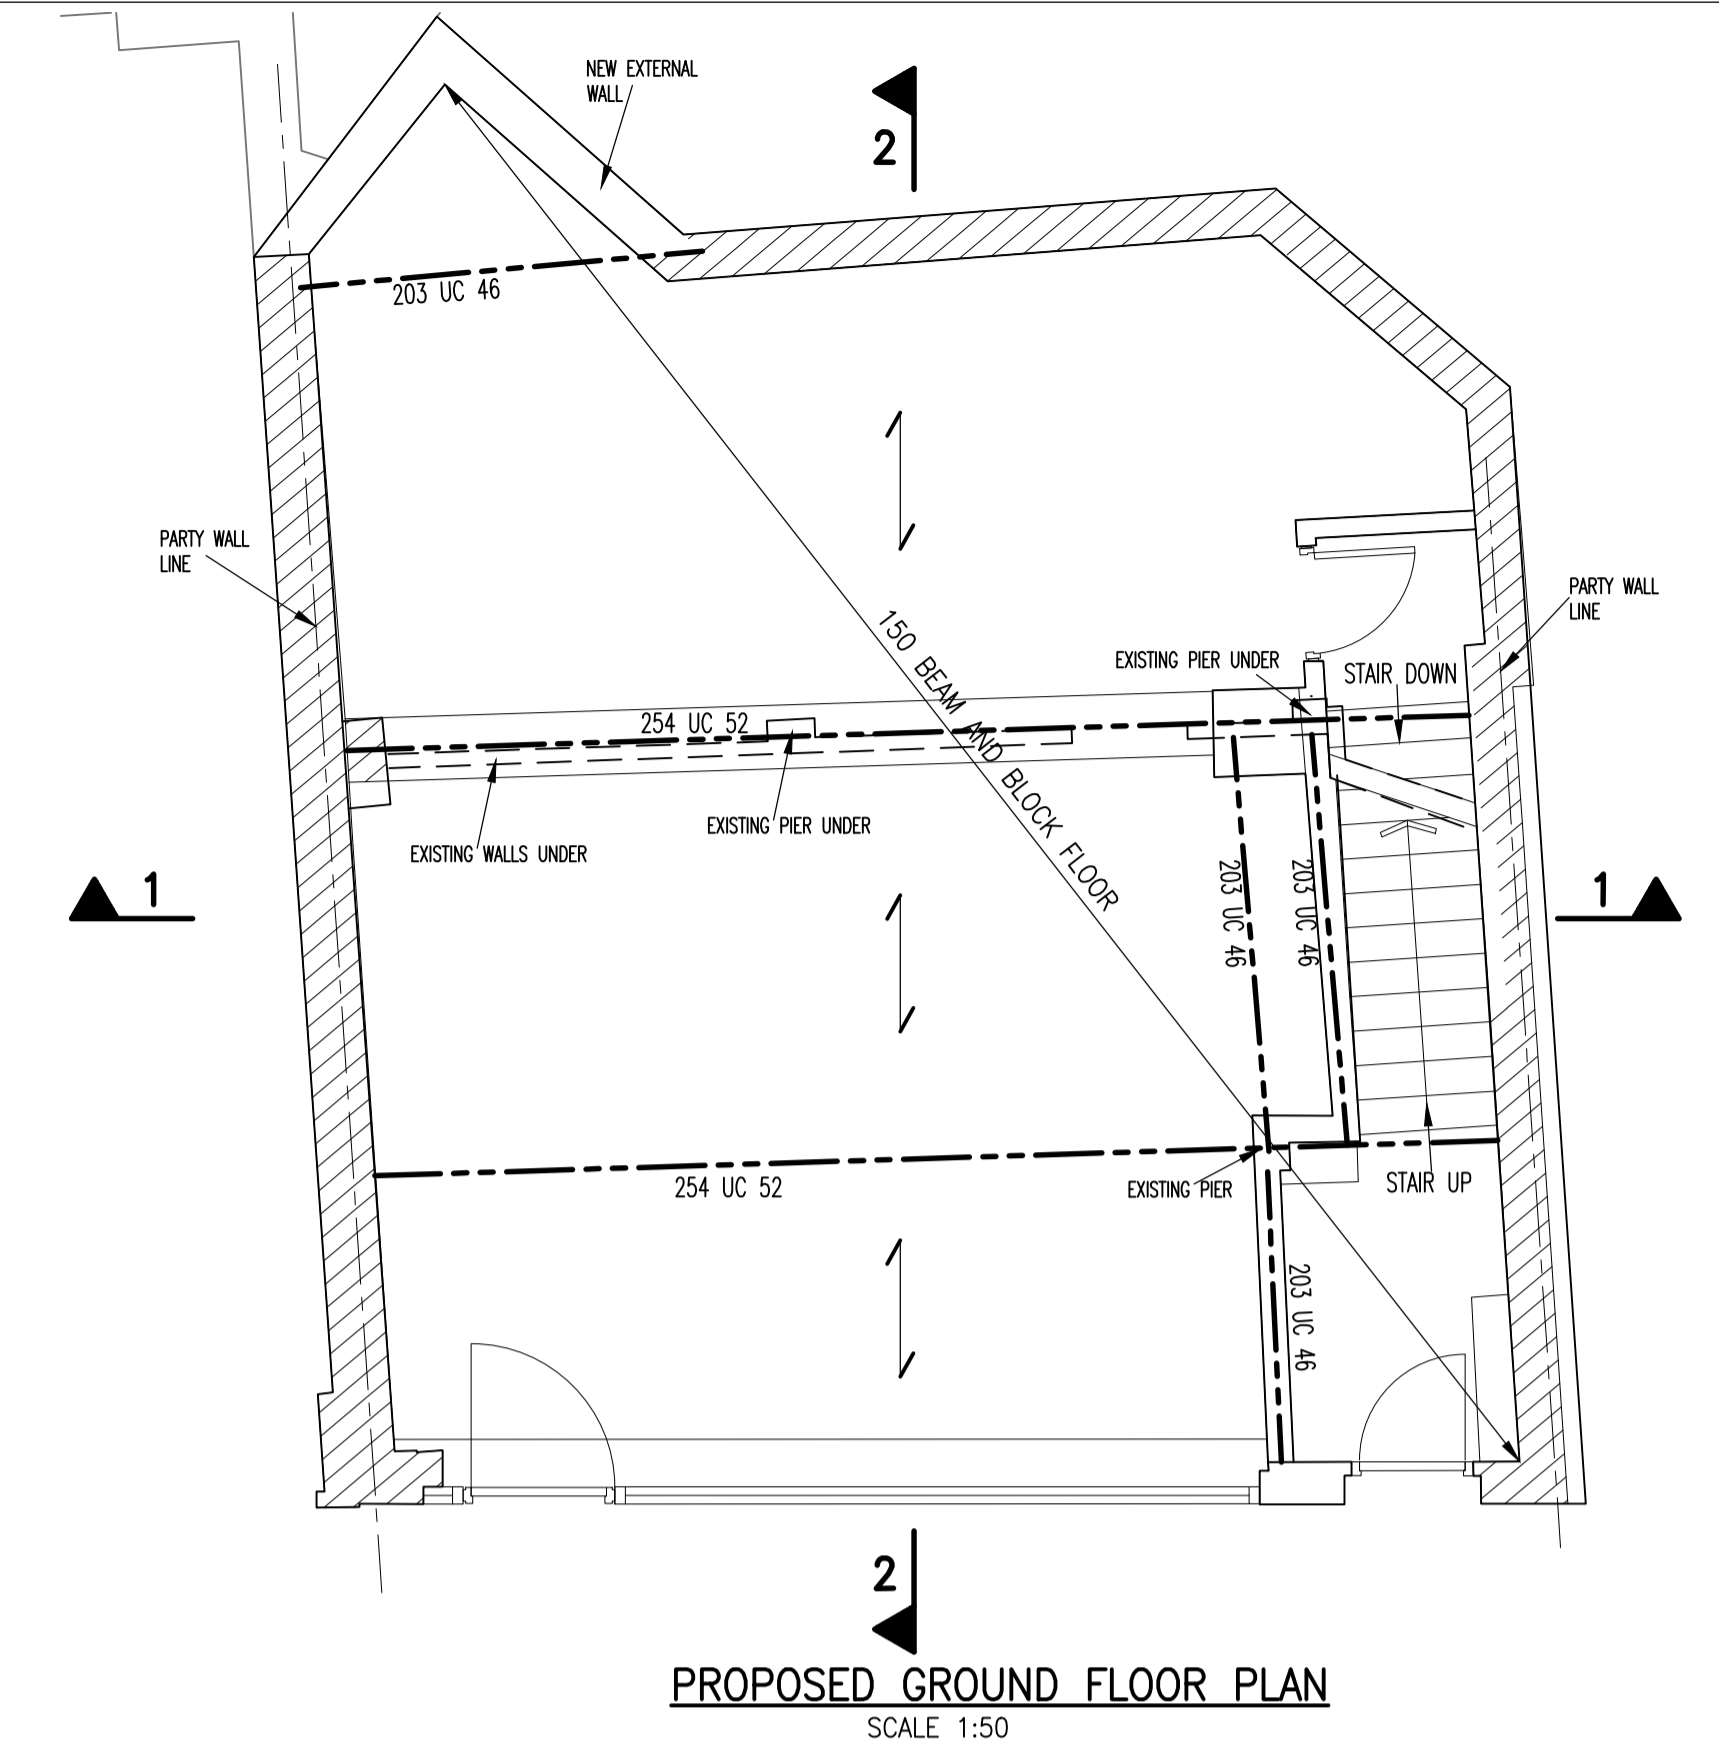 NEW EXTERNAL
WALL
2
203 UC 46
PARTY WALL
LINE
PARTY WALL
LINE
150 BEAM AND BLOCK FLOOR
EXISTING PIER UNDER
STAIR DOWN
254 UC 52
EXISTING PIER UNDER
EXISTING WALLS UNDER
1
1
203 UC 46
203 UC 46
254 UC 52
EXISTING PIER
STAIR UP
203 UC 46
2
PROPOSED GROUND FLOOR PLAN
SCALE 1:50